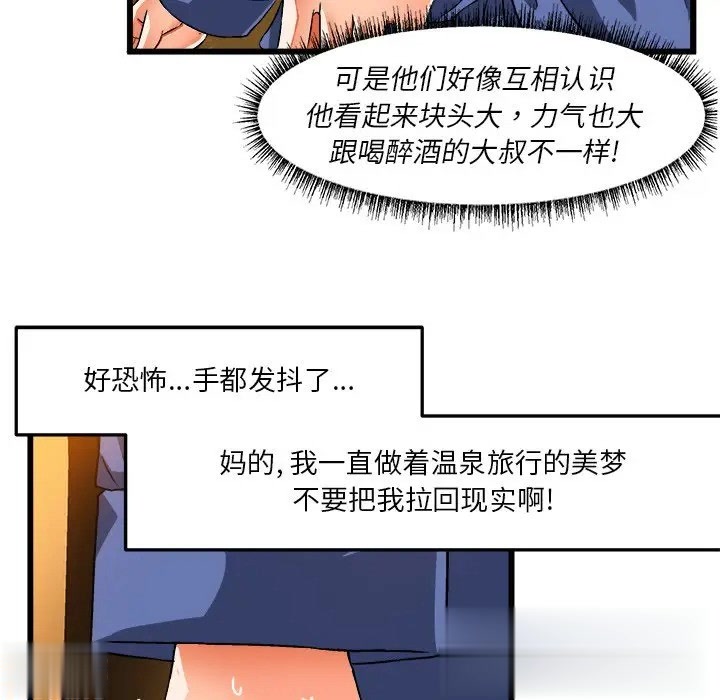 可是他们好像互相认识
他看起来块头大，力气也大
跟喝醉酒的大叔不一样!
好恐怖...手都发抖了...
妈的, 我一直做着温泉旅行的美梦
不要把我拉回现实啊!